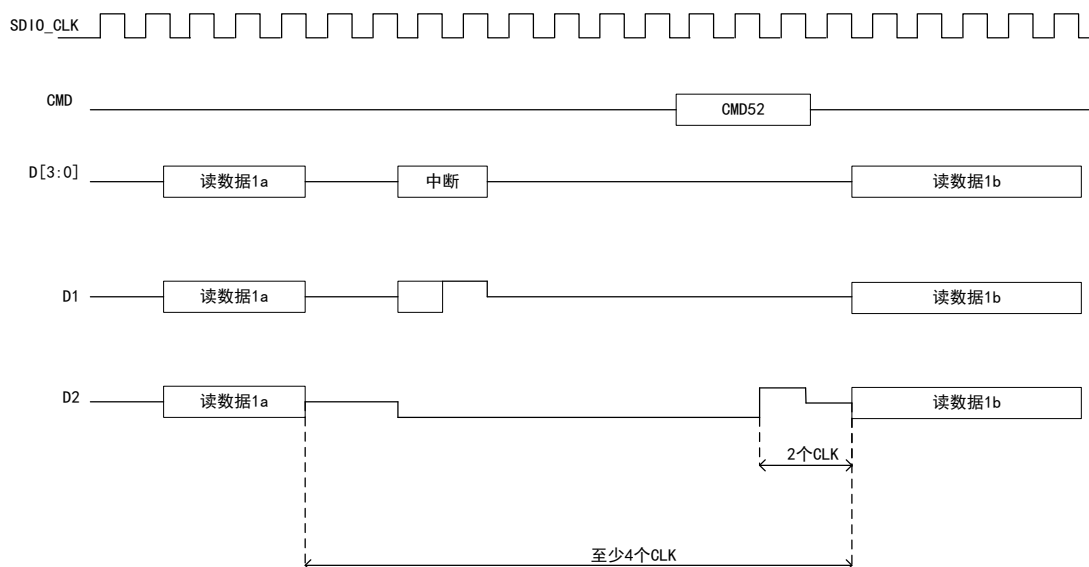 SDIO_CLK
CMD
CMD52
D[3:0]
读数据1a
中断
读数据1b
D1
读数据1a
读数据1b
D2
读数据1a
读数据1b
2个CLK
至少4个CLK